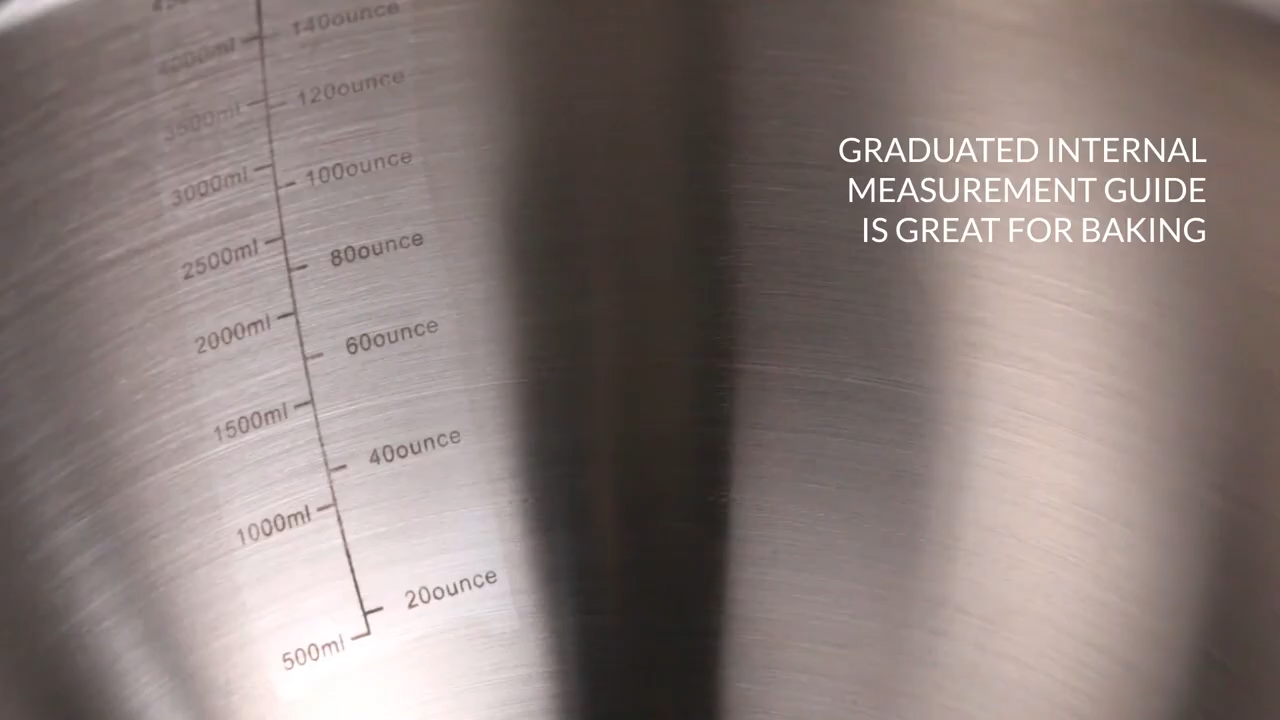 140ounce
4000ml
120ounce
3500ml
100ounce
3000ml
80ounce
2500ml
60ounce
2000ml
40ounce
1500ml
1000ml
20ounce
500ml
GRADUATED INTERNAL
MEASUREMENT GUIDE
IS GREAT FOR BAKING